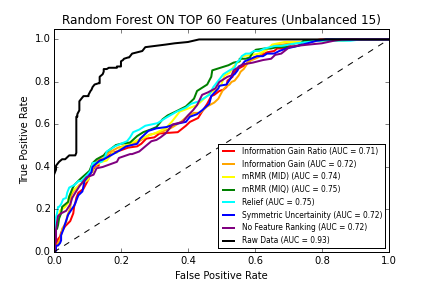 Random Forest ON TOP 60 Features (Unbalanced 15)
True Positive Rate
1.0
0.8
0.6
0.4
0.2
0.0
0.0 0.2 0.4 0.6 0.8 1.0
False Positive Rate
Information Gain Ratio (AUC = 0.71)
Information Gain (AUC = 0.72)
mRMR (MID) (AUC = 0.74)
mRMR (MIQ) (AUC = 0.75)
Relief (AUC = 0.75)
Symmetric Uncertainity (AUC = 0.72)
No Feature Ranking (AUC = 0.72)
Raw Data (AUC = 0.93)